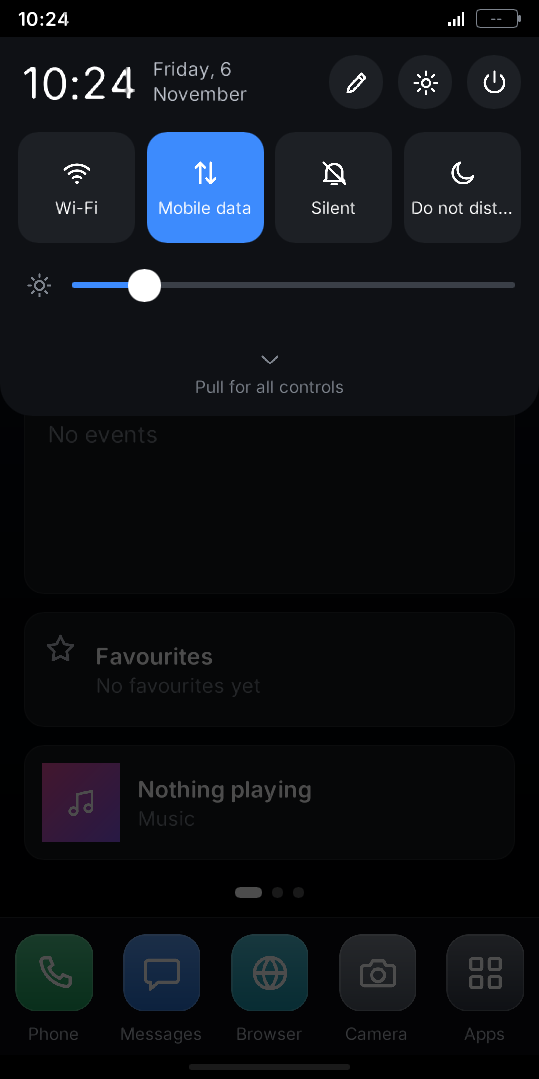 10:24
--
10:24
Friday, 6
November
Wi-Fi
Mobile data
Silent
Do not dist...
Pull for all controls
No events
Favourites
No favourites yet
Nothing playing
Music
Phone
Messages
Browser
Camera
Apps